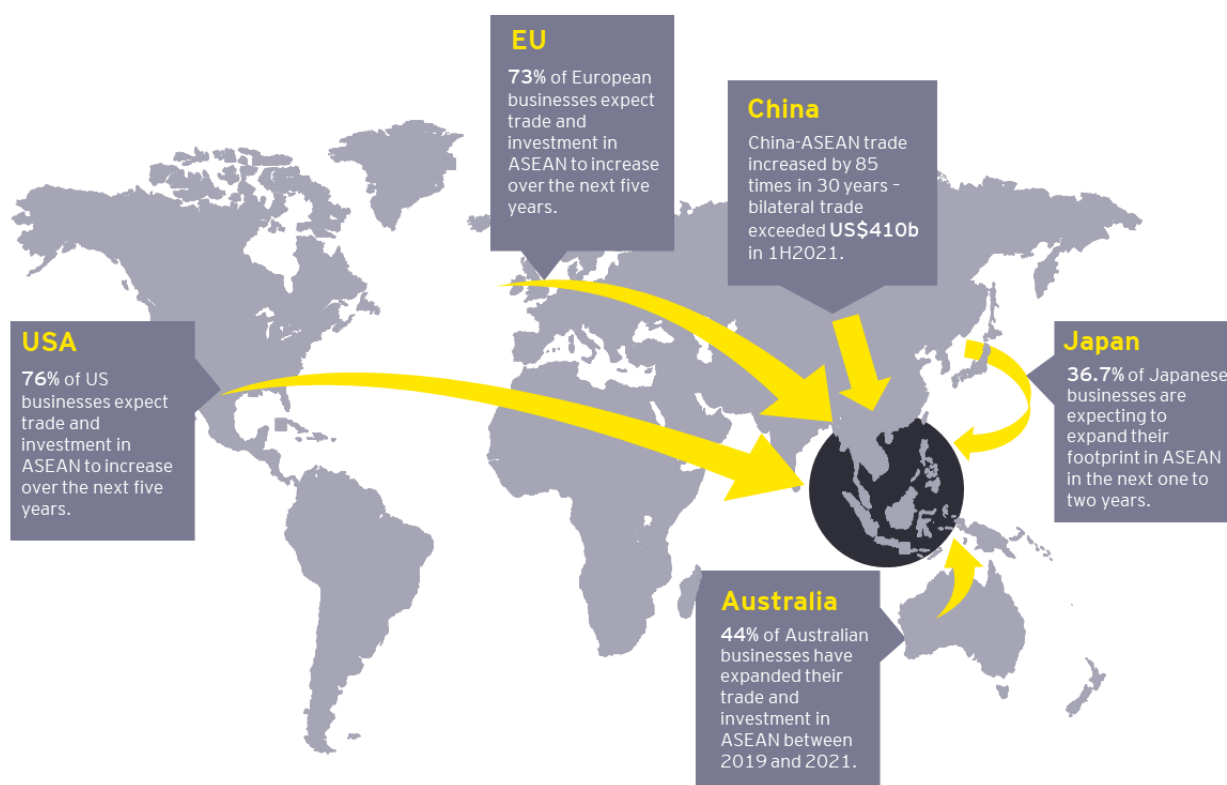 EU
73% of European
businesses expect
trade and
investment in
ASEAN to increase
over the next five
years.
China
China-ASEAN trade
increased by 85
times in 30 years –
bilateral trade
exceeded US$410b
in 1H2021.
USA
76% of US
businesses expect
trade and
investment in
ASEAN to increase
over the next five
years.
Japan
36.7% of Japanese
businesses are
expecting to
expand their
footprint in ASEAN
in the next one to
two years.
Australia
44% of Australian
businesses have
expanded their
trade and
investment in
ASEAN between
2019 and 2021.